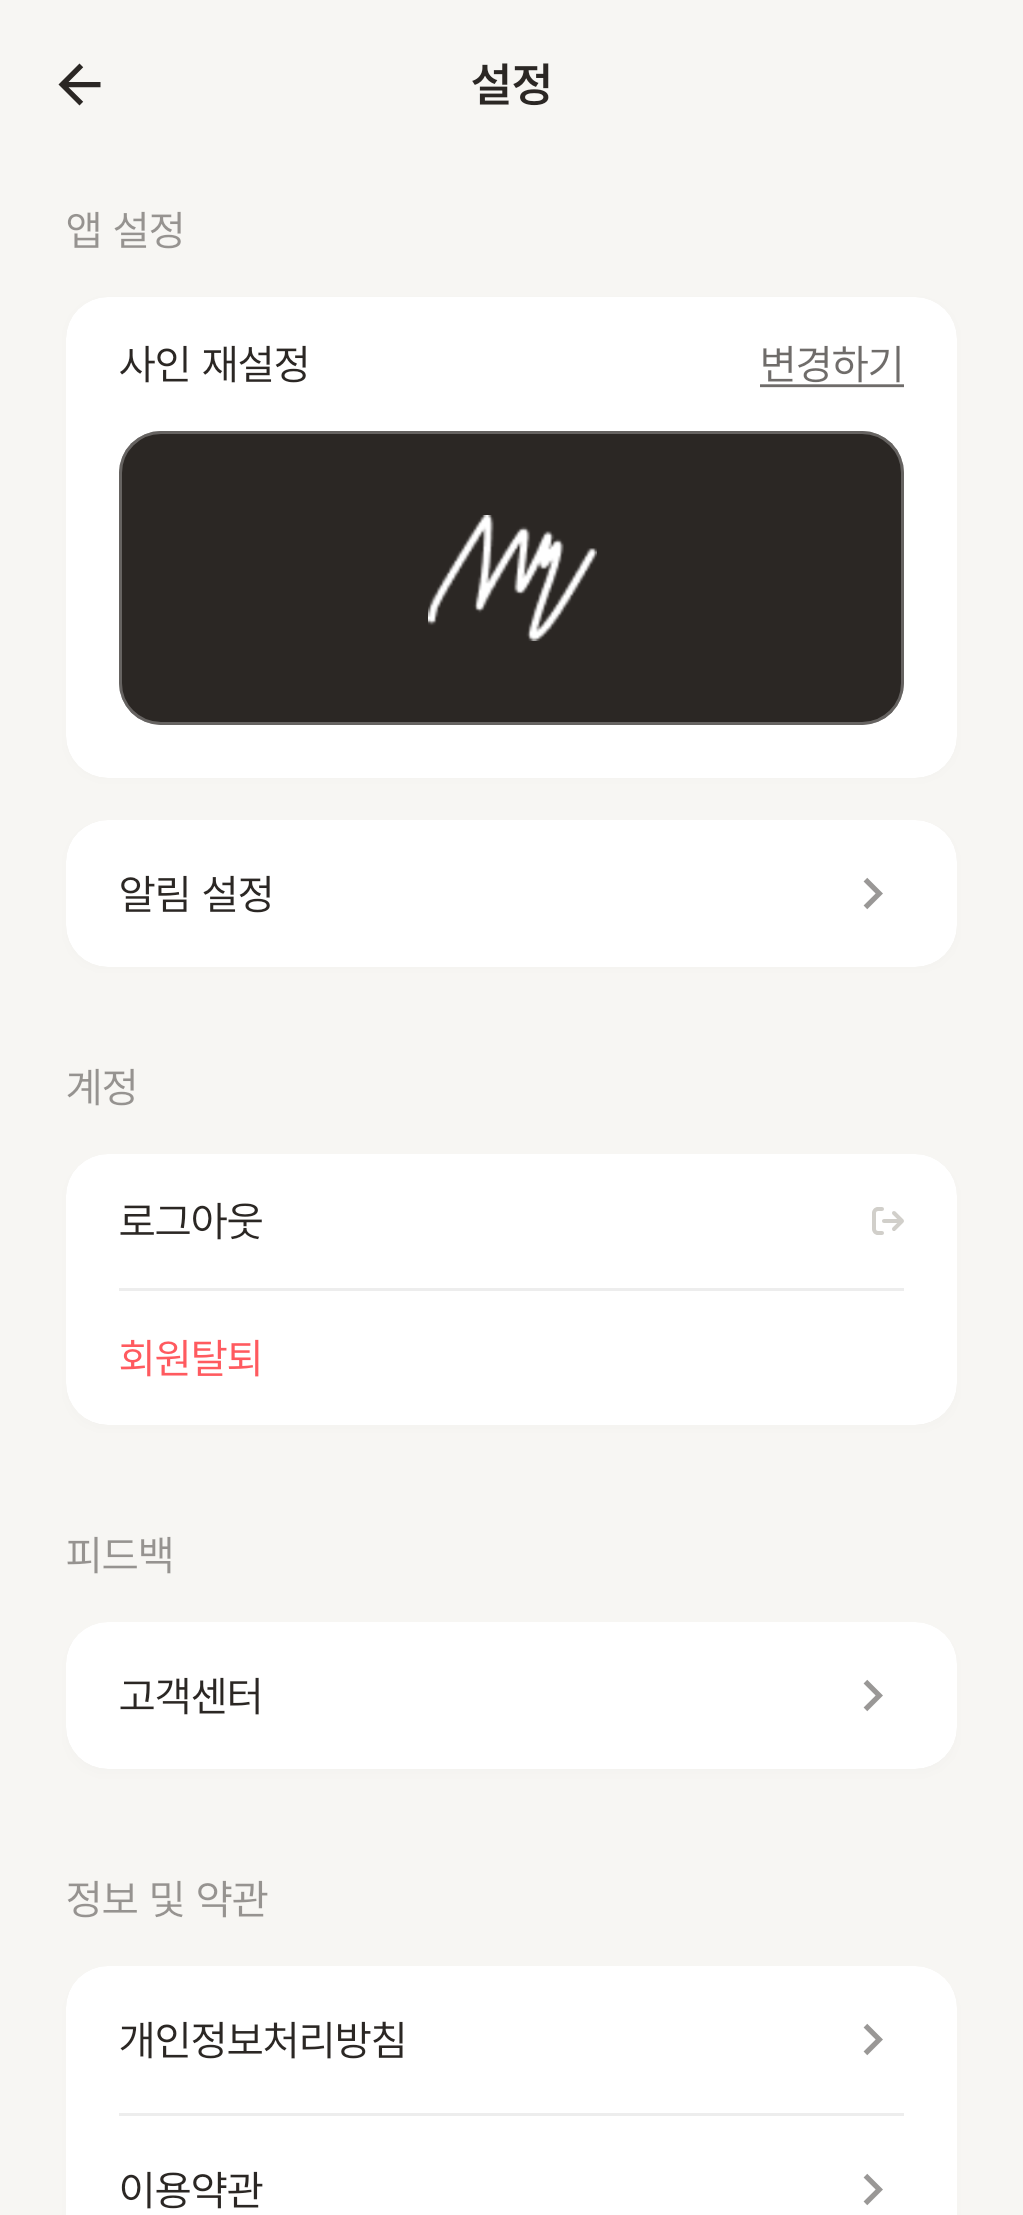 설정
앱 설정
사인 재설정 변경하기
알림 설정
계정
로그아웃
회원탈퇴
피드백
고객센터
정보 및 약관
개인정보처리방침
이용약관